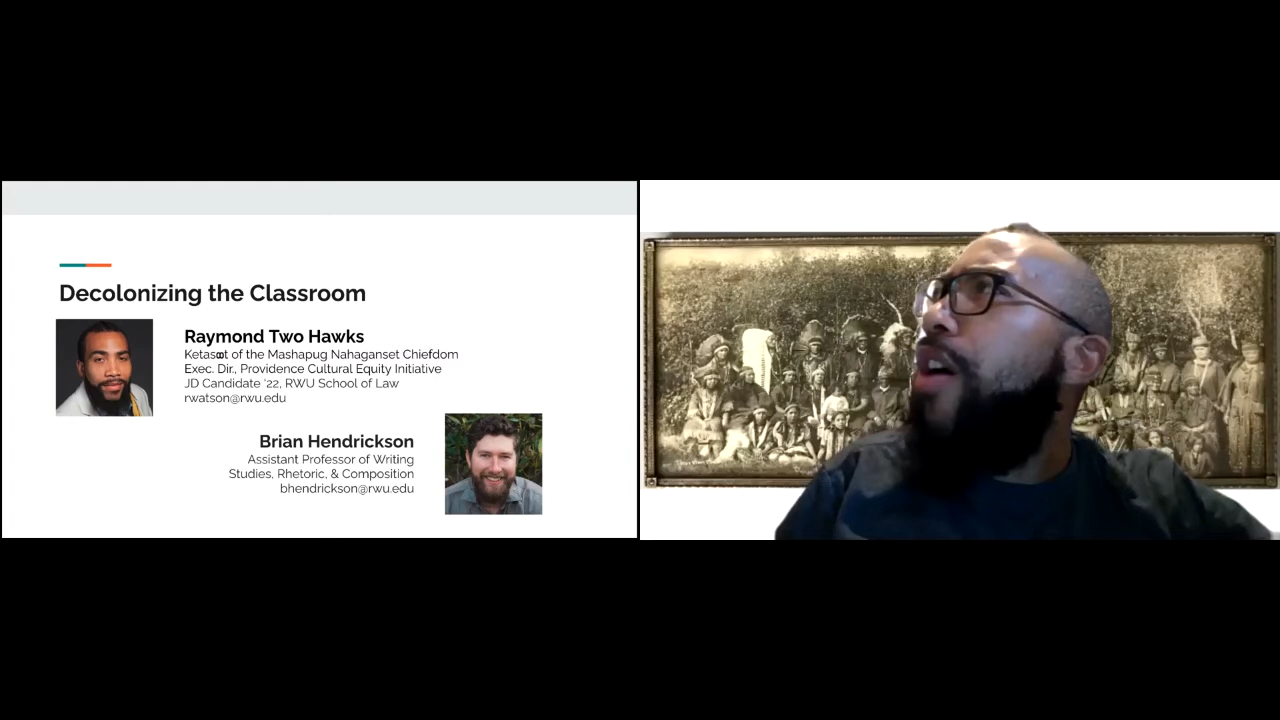 Decolonizing the Classroom
Raymond Two Hawks
Ketasꝏt of the Mashapug Nahaganset Chiefdom
Exec. Dir., Providence Cultural Equity Initiative
JD Candidate '22, RWU School of Law
rwatson@rwu.edu
Brian Hendrickson
Assistant Professor of Writing
Studies, Rhetoric, & Composition
bhendrickson@rwu.edu